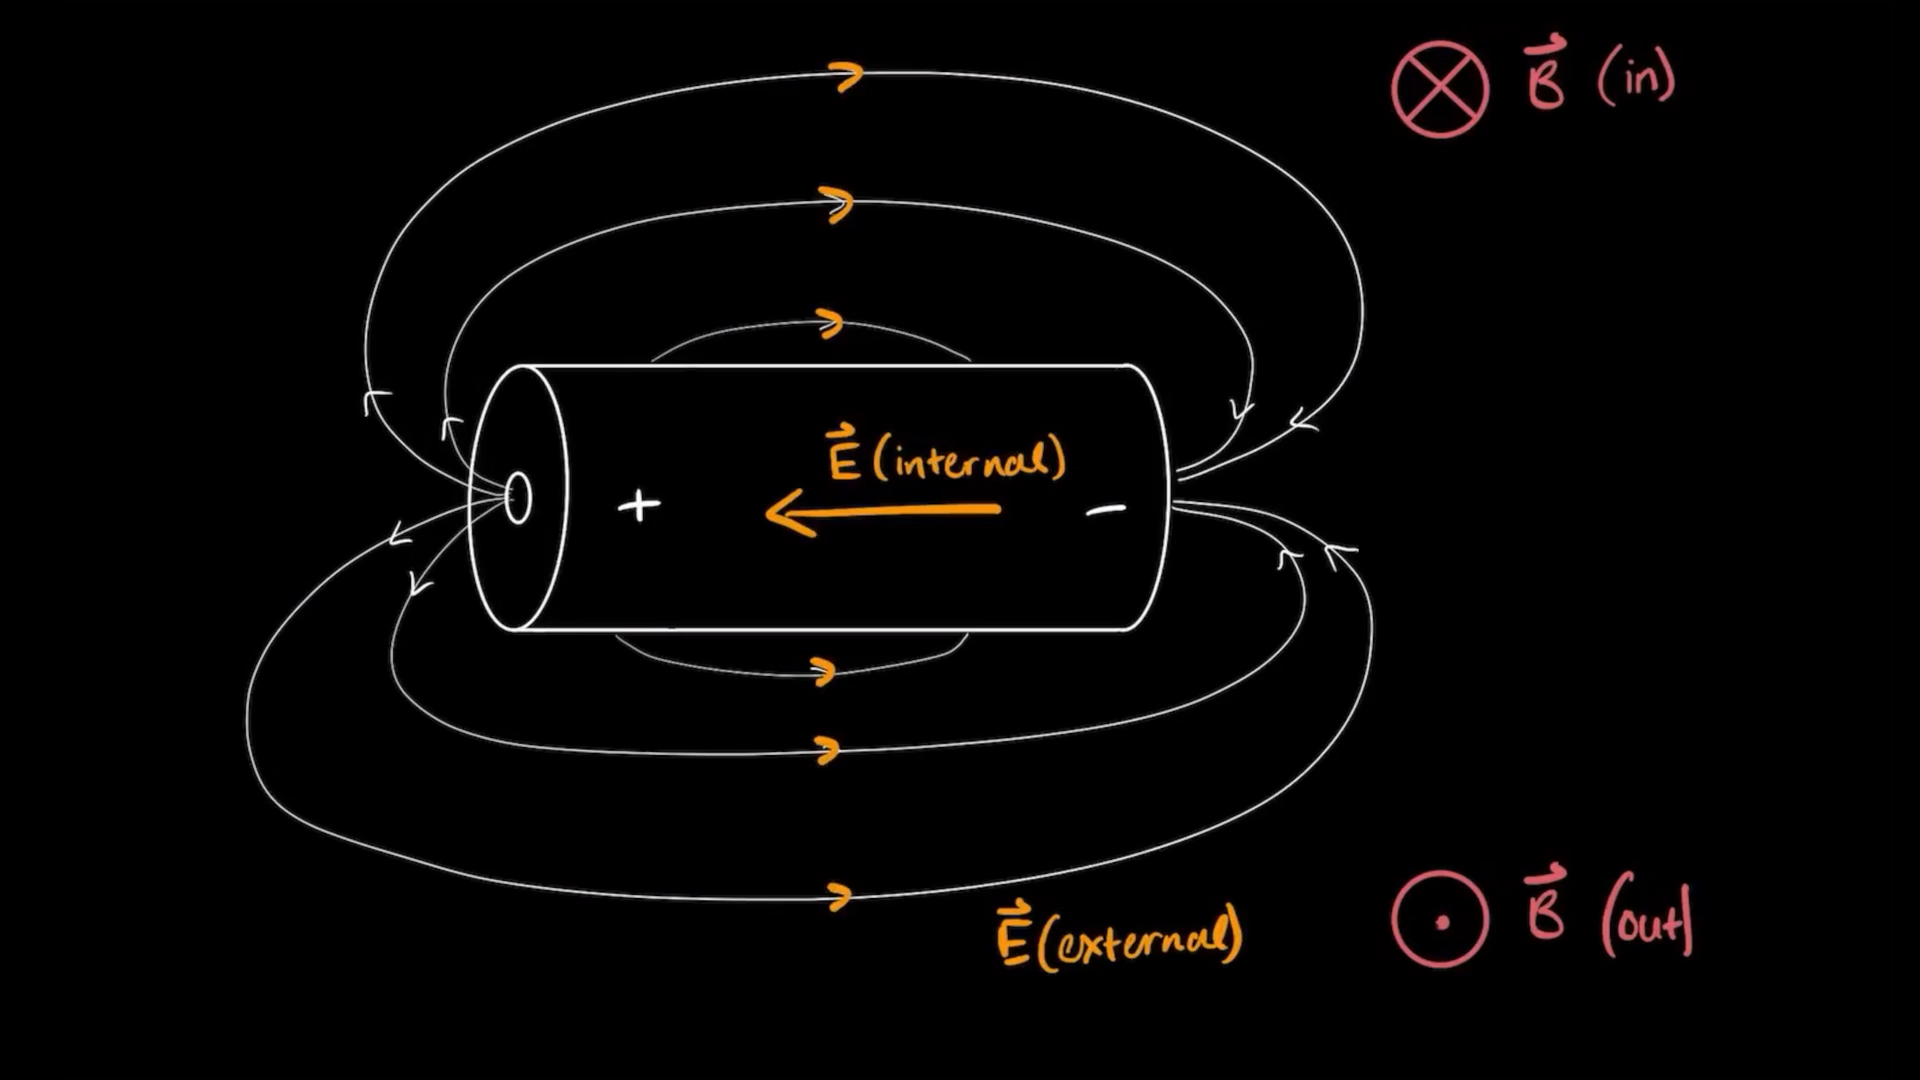 B (in)
E (internal)
+
−
E (external)
B (out)